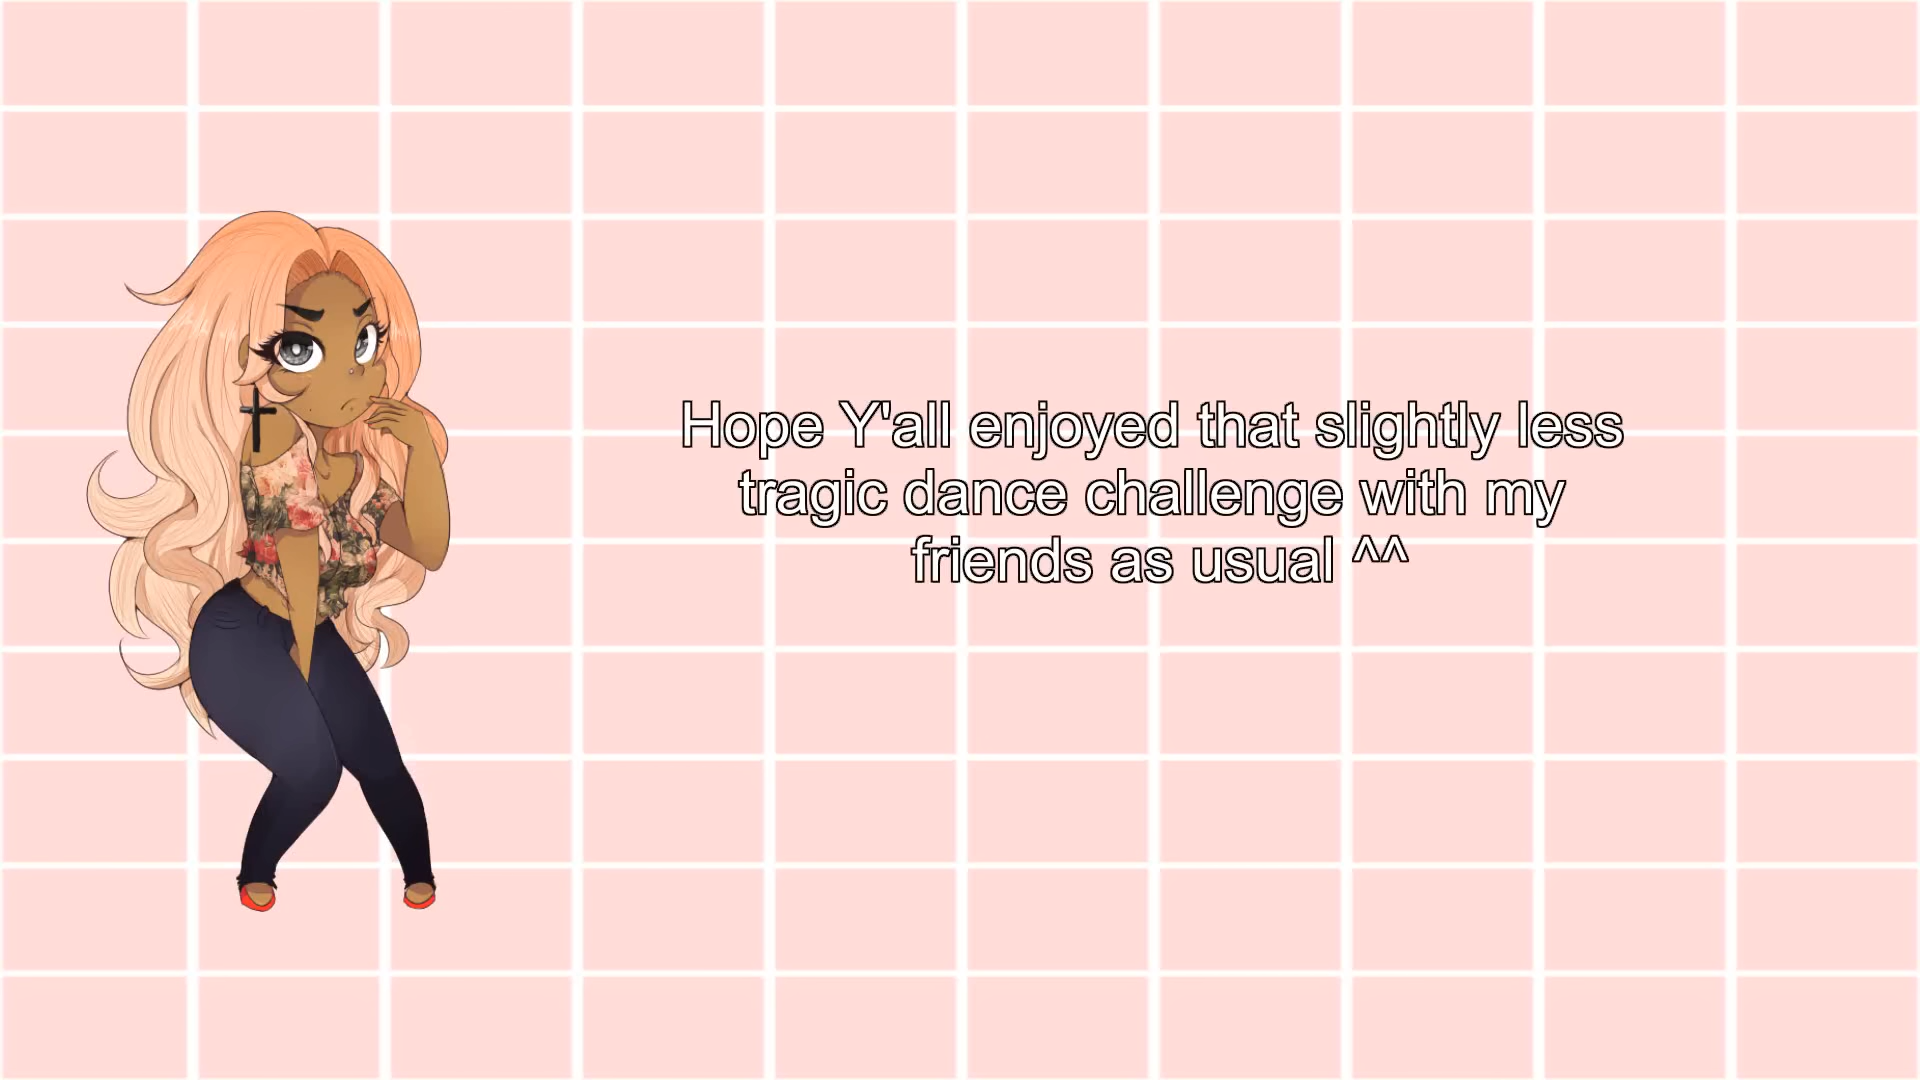 Hope Y'all enjoyed that slightly less
tragic dance challenge with my
friends as usual ^^